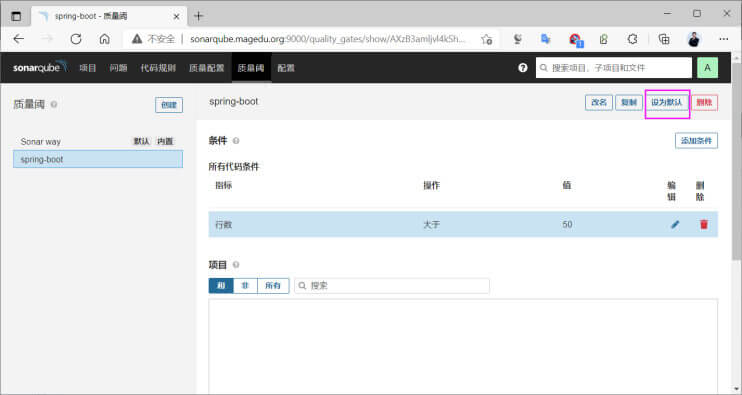 spring-boot - 质量阈
不安全 | sonarqube.magedu.org:9000/quality_gates/show/AXzB3amljvl4kSh...
1
sonarqube 项目 问题 代码规则 质量配置 质量阈 配置 搜索项目、子项目和文件 A
质量阈 创建
Sonar way 默认 内置
spring-boot
spring-boot 改名 复制 设为默认 删除
条件 添加条件
所有代码条件
指标 操作 值 编辑 删除
行数 大于 50
项目
和 非 所有 搜索